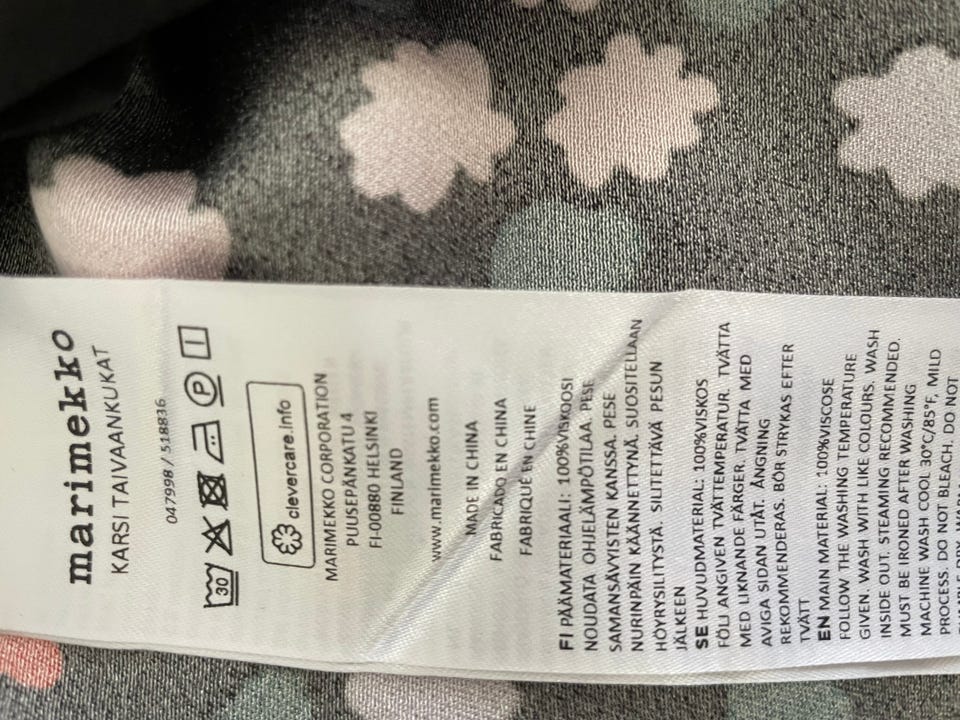 marimekko
KARSI TAIVAANKUKAT
047998 / 518836
30 P
clevercare.info
MARIMEKKO CORPORATION
PUUSEPÄNKATU 4
FI-00880 HELSINKI
FINLAND
www.marimekko.com
MADE IN CHINA
FABRICADO EN CHINA
FABRIQUE EN CHINE
FI PÄÄMATERIAALI: 100%VISKOOSI
NOUDATA OHJELÄMPÖTILAA. PESE
SAMANSÄVYISTEN KANSSA. PESE
NURINPÄIN KÄÄNNETTYNÄ. SUOSITELLAAN
HÖYRYSILITYSTÄ. SILITETTÄVÄ PESUN
JÄLKEEN
SE HUVUDMATERIAL: 100%VISKOS
FÖLJ ANGIVEN TVÄTTEMPERATUR. TVÄTTA
MED LIKNANDE FÄRGER. TVÄTTA MED
AVIGA SIDAN UTÅT. ÅNGNING
REKOMMENDERAS. BÖR STRYKAS EFTER
TVÄTT
EN MAIN MATERIAL: 100%VISCOSE
FOLLOW THE WASHING TEMPERATURE
GIVEN. WASH WITH LIKE COLOURS. WASH
INSIDE OUT. STEAMING RECOMMENDED.
MUST BE IRONED AFTER WASHING
MACHINE WASH COOL 30°C/85°F, MILD
PROCESS. DO NOT BLEACH. DO NOT